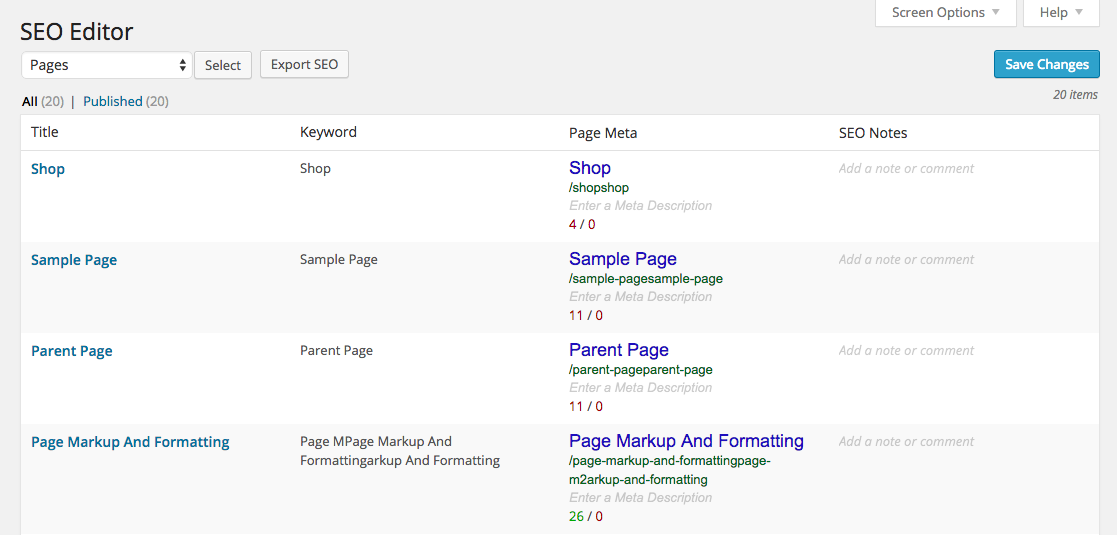 Screen Options
Help
SEO Editor
Pages
Select
Export SEO
Save Changes
All (20) | Published (20)
20 items
Title Keyword Page Meta SEO Notes
Shop Shop Shop Add a note or comment
/shopshop
Enter a Meta Description
4 / 0
Sample Page Sample Page Sample Page Add a note or comment
/sample-pagesample-page
Enter a Meta Description
11 / 0
Parent Page Parent Page Parent Page Add a note or comment
/parent-pageparent-page
Enter a Meta Description
11 / 0
Page Markup And Formatting Page MPage Markup And Page Markup And Formatting Add a note or comment
Formattingarkup And Formatting /page-markup-and-formattingpage-
m2arkup-and-formatting
Enter a Meta Description
26 / 0